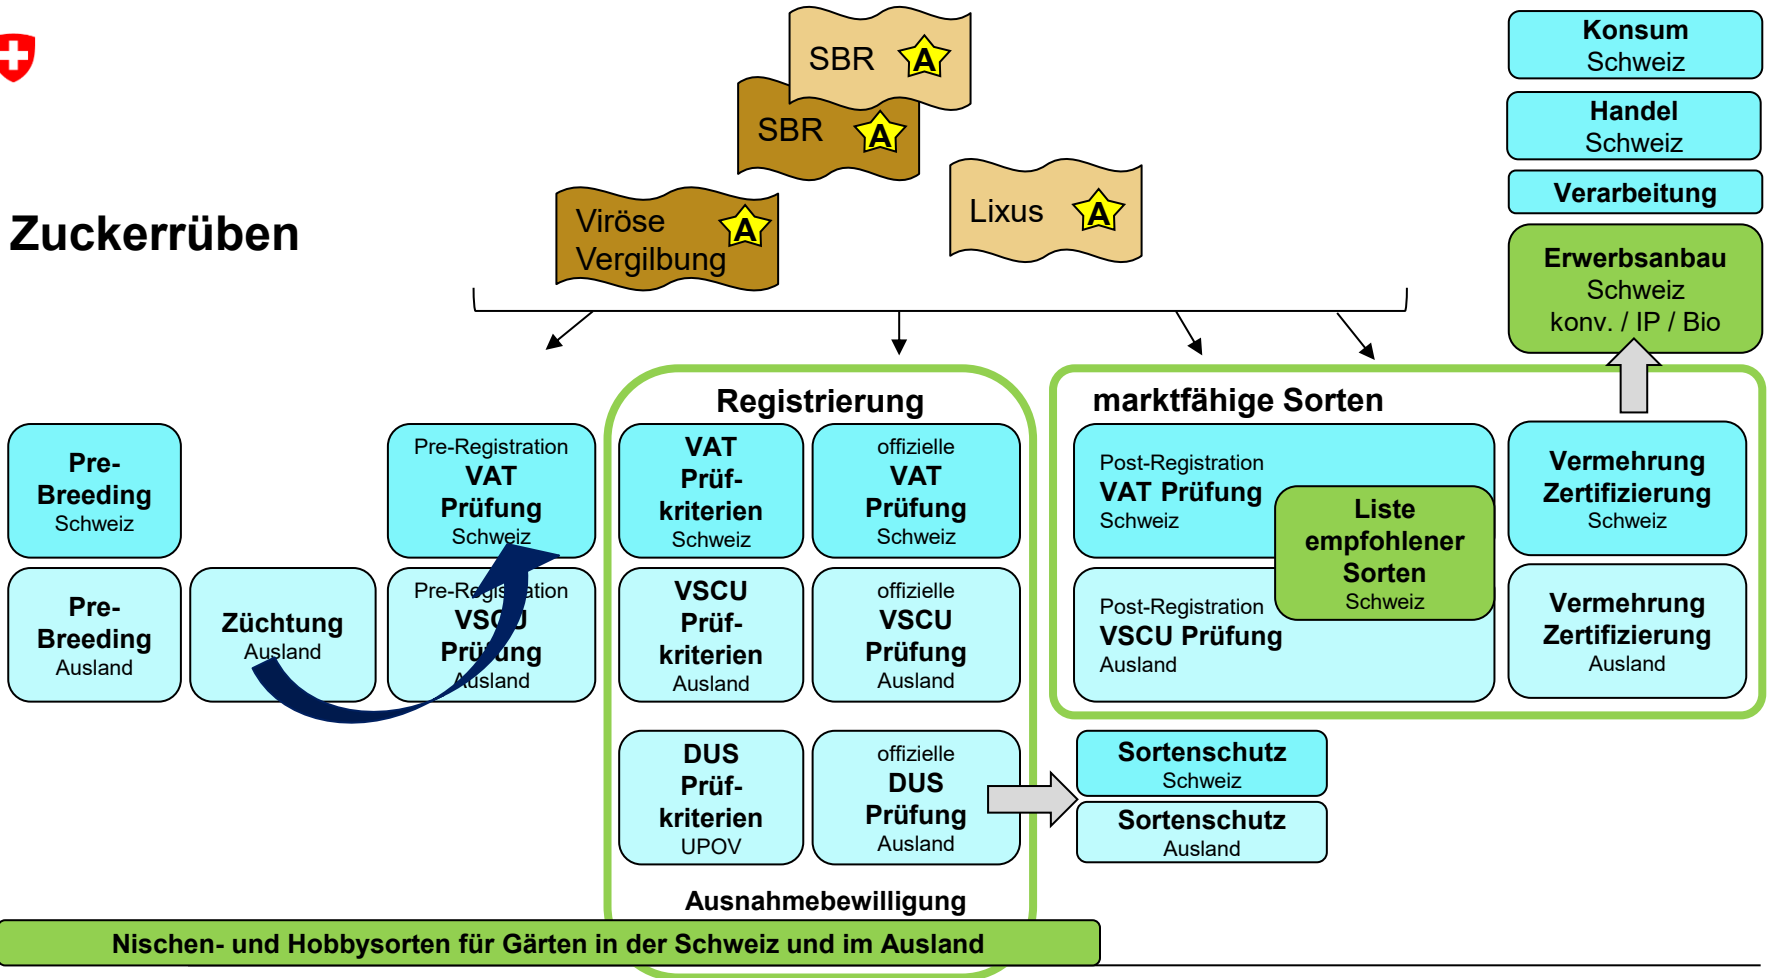 SBR A
SBR A
Viröse A
Vergilbung
Lixus A
Zuckerrüben
Konsum
Schweiz
Handel
Schweiz
Verarbeitung
Erwerbsanbau
Schweiz
konv. / IP / Bio
Registrierung
marktfähige Sorten
Pre-
Breeding
Schweiz
Pre-Registration
VAT
Prüfung
Schweiz
VAT
Prüf-
kriterien
Schweiz
offizielle
VAT
Prüfung
Schweiz
Post-Registration
VAT Prüfung
Schweiz
Liste
empfohlener
Sorten
Schweiz
Vermehrung
Zertifizierung
Schweiz
Pre-
Breeding
Ausland
Züchtung
Ausland
Pre-Registration
VSCU
Prüfung
Ausland
VSCU
Prüf-
kriterien
Ausland
offizielle
VSCU
Prüfung
Ausland
Post-Registration
VSCU Prüfung
Ausland
Vermehrung
Zertifizierung
Ausland
DUS
Prüf-
kriterien
UPOV
offizielle
DUS
Prüfung
Ausland
Sortenschutz
Schweiz
Sortenschutz
Ausland
Ausnahmebewilligung
Nischen- und Hobbysorten für Gärten in der Schweiz und im Ausland